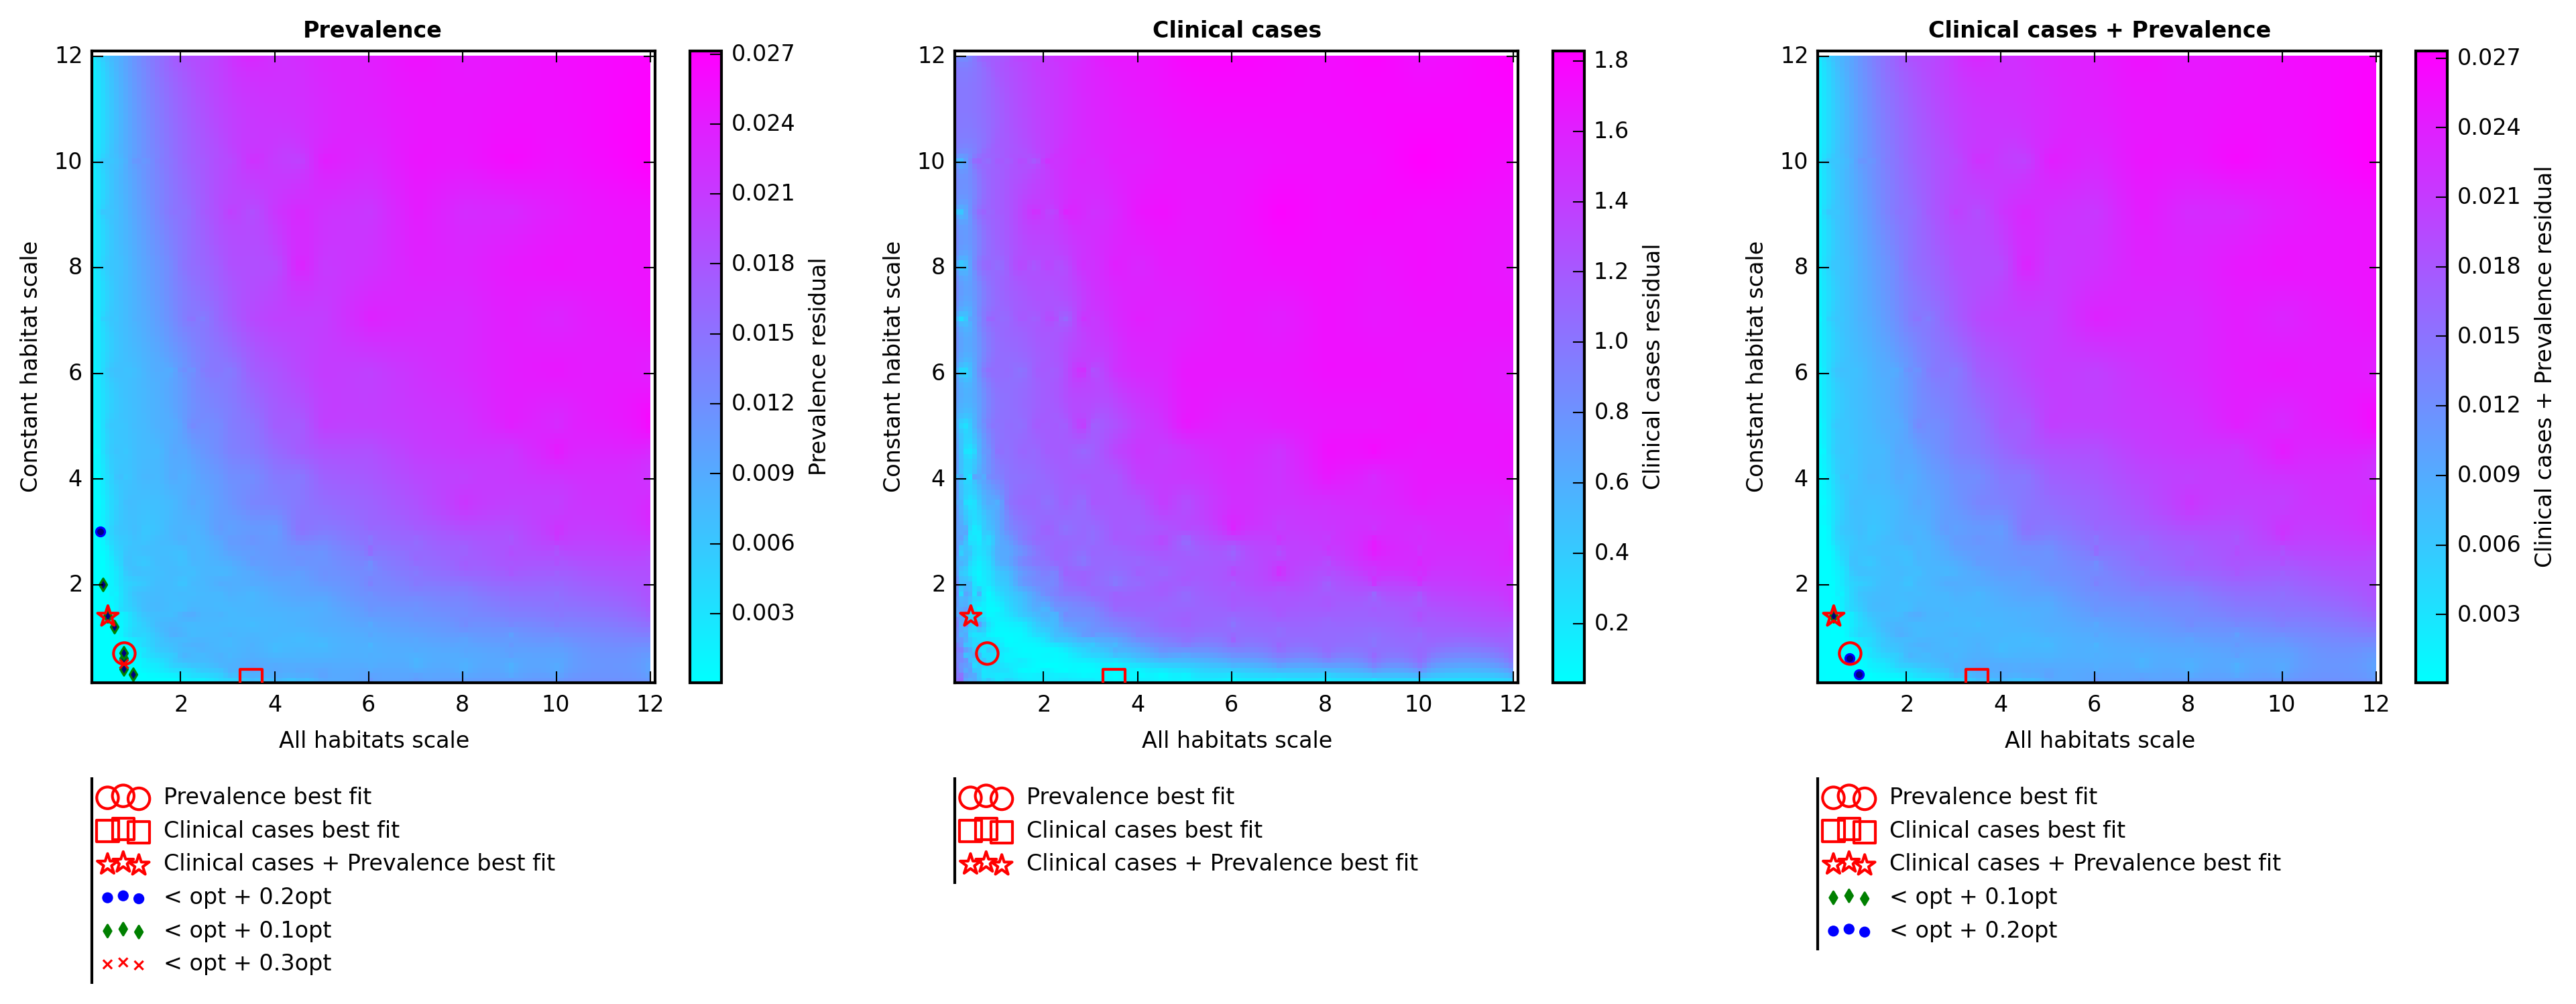 Prevalence
12
10
8
6
4
2
2 4 6 8 10 12
Constant habitat scale
All habitats scale
0.027
0.024
0.021
0.018
0.015
0.012
0.009
0.006
0.003
Prevalence residual
Prevalence best fit
Clinical cases best fit
Clinical cases + Prevalence best fit
< opt + 0.2opt
< opt + 0.1opt
< opt + 0.3opt
Clinical cases
12
10
8
6
4
2
2 4 6 8 10 12
Constant habitat scale
All habitats scale
1.8
1.6
1.4
1.2
1.0
0.8
0.6
0.4
0.2
Clinical cases residual
Prevalence best fit
Clinical cases best fit
Clinical cases + Prevalence best fit
Clinical cases + Prevalence
12
10
8
6
4
2
2 4 6 8 10 12
Constant habitat scale
All habitats scale
0.027
0.024
0.021
0.018
0.015
0.012
0.009
0.006
0.003
Clinical cases + Prevalence residual
Prevalence best fit
Clinical cases best fit
Clinical cases + Prevalence best fit
< opt + 0.1opt
< opt + 0.2opt